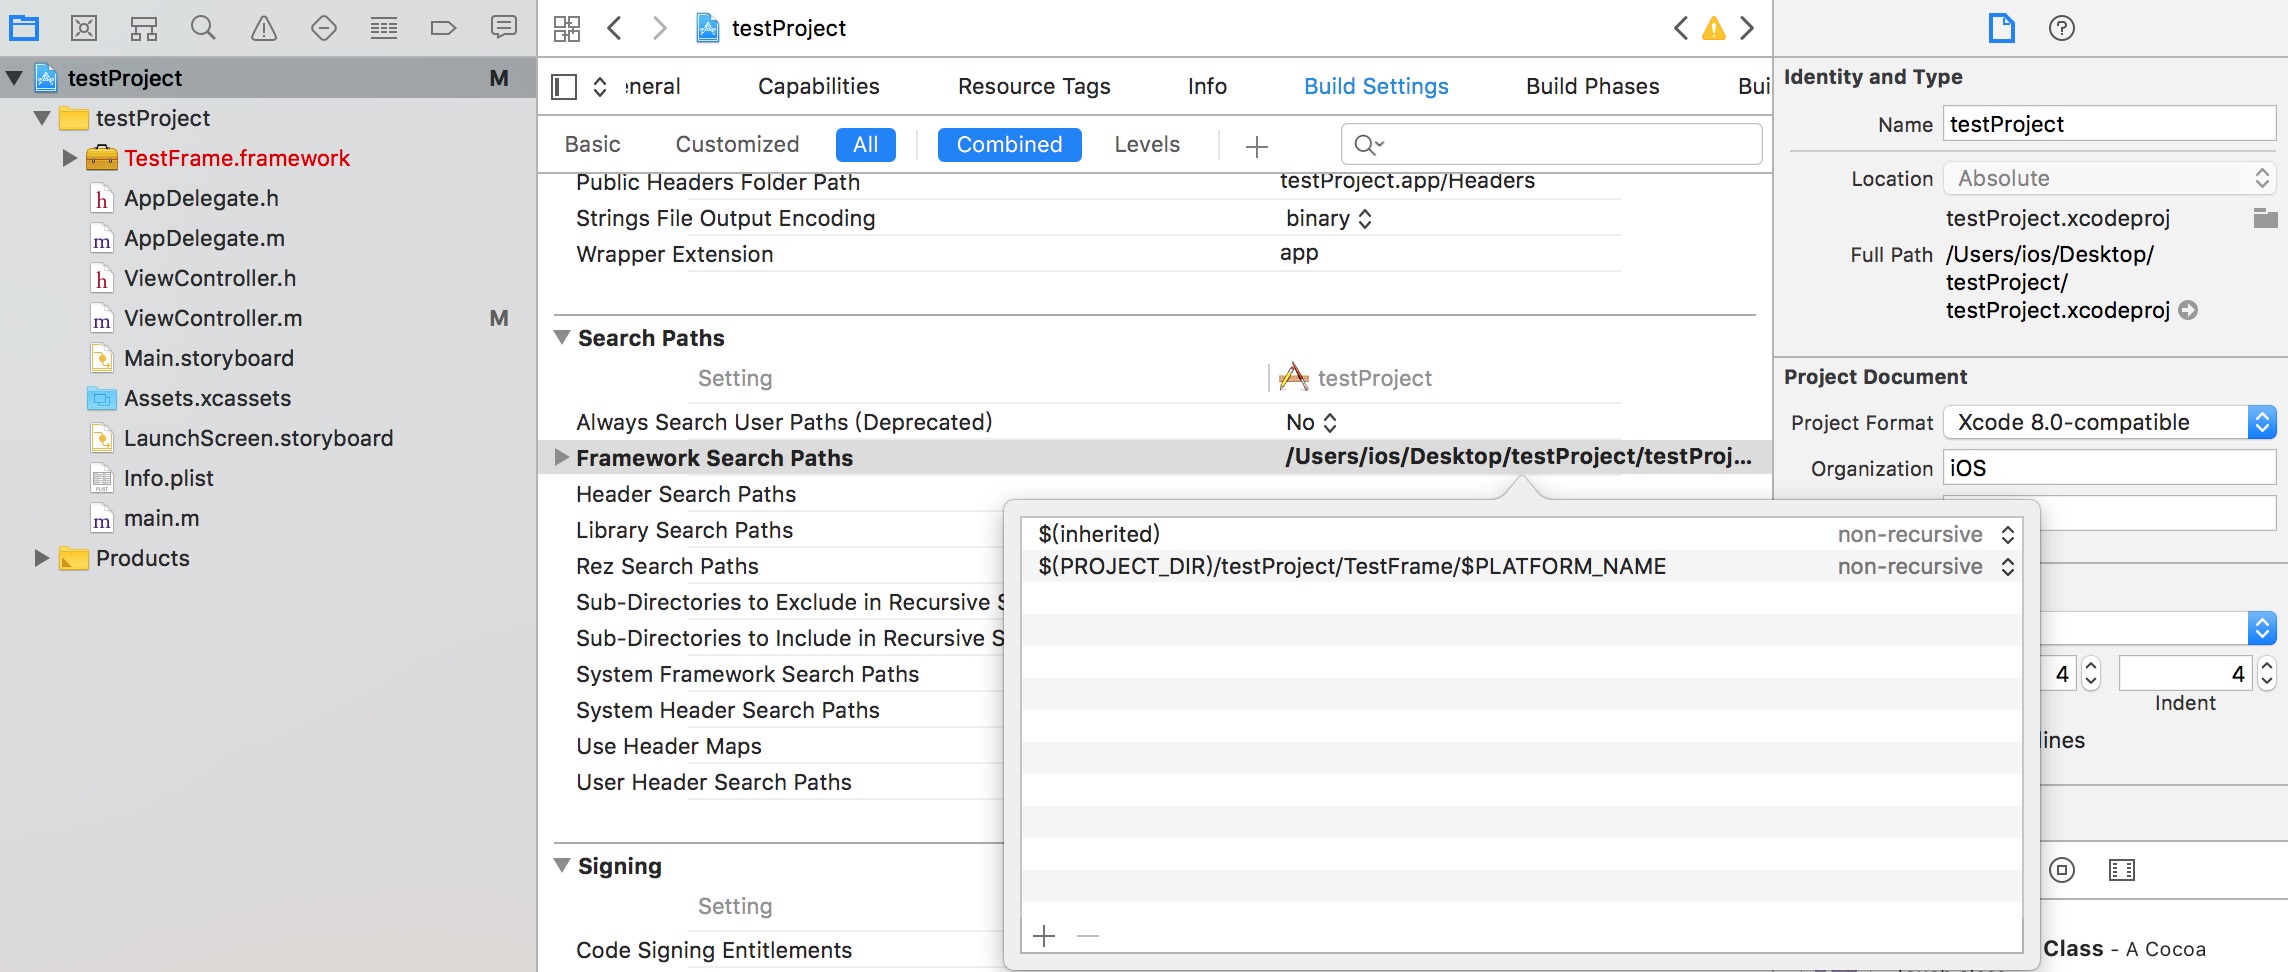 testProject M
testProject
TestFrame.framework
AppDelegate.h
AppDelegate.m
ViewController.h
ViewController.m M
Main.storyboard
Assets.xcassets
LaunchScreen.storyboard
Info.plist
main.m
Products
testProject
eneral Capabilities Resource Tags Info Build Settings Build Phases Bui
Basic Customized All Combined Levels
Public Headers Folder Path testProject.app/Headers
Strings File Output Encoding binary
Wrapper Extension app
Search Paths
Setting testProject
Always Search User Paths (Deprecated) No
Framework Search Paths /Users/ios/Desktop/testProject/testProj...
Header Search Paths
Library Search Paths
Rez Search Paths
Sub-Directories to Exclude in Recursive S
Sub-Directories to Include in Recursive S
System Framework Search Paths
System Header Search Paths
Use Header Maps
User Header Search Paths
Signing
Setting
Code Signing Entitlements
$(inherited) non-recursive
$(PROJECT_DIR)/testProject/TestFrame/$PLATFORM_NAME non-recursive
Identity and Type
Name testProject
Location Absolute
testProject.xcodeproj
Full Path /Users/ios/Desktop/
testProject/
testProject.xcodeproj
Project Document
Project Format Xcode 8.0-compatible
Organization iOS
4 4
Indent
lines
Class - A Cocoa